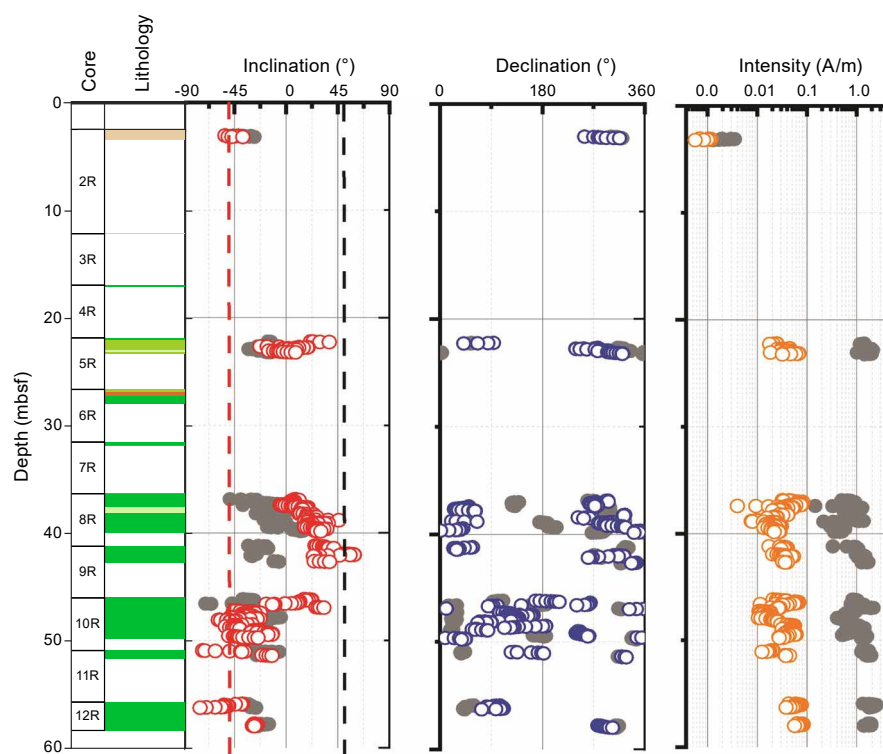 Core
Lithology
Inclination (°)
Declination (°)
Intensity (A/m)
-90 -45 0 45 90
0 180 360
0.0 0.01 0.1 1.0
Depth (mbsf)
0
10
20
30
40
50
60
2R
3R
4R
5R
6R
7R
8R
9R
10R
11R
12R